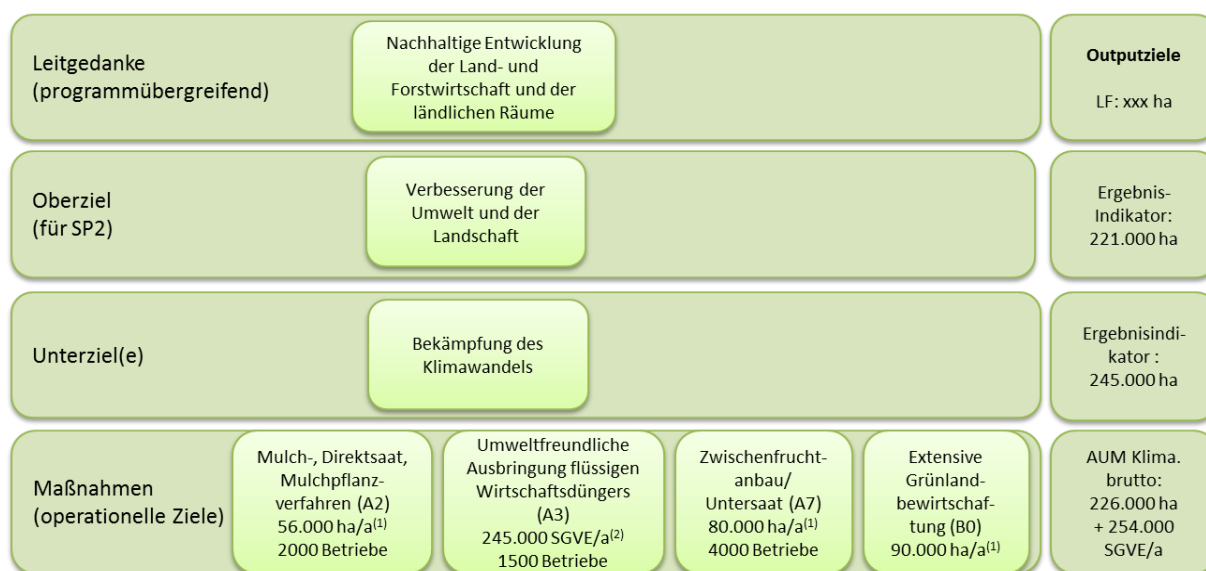 Leitgedanke
(programmübergreifend)
Nachhaltige Entwicklung
der Land- und
Forstwirtschaft und der
ländlichen Räume
Outputziele
LF: xxx ha
Oberziel
(für SP2)
Verbesserung der
Umwelt und der
Landschaft
Ergebnis-
Indikator:
221.000 ha
Unterziel(e)
Bekämpfung des
Klimawandels
Ergebnisindi-
kator :
245.000 ha
Maßnahmen
(operationelle Ziele)
Mulch-, Direktsaat,
Mulchpflanz-
verfahren (A2)
56.000 ha/a(1)
2000 Betriebe
Umweltfreundliche
Ausbringung flüssigen
Wirtschaftsdüngers
(A3)
245.000 SGVE/a(2)
1500 Betriebe
Zwischenfrucht-
anbau/
Untersaat (A7)
80.000 ha/a(1)
4000 Betriebe
Extensive
Grünland-
bewirtschaf-
tung (B0)
90.000 ha/a(1)
AUM Klima.
brutto:
226.000 ha
+ 254.000
SGVE/a